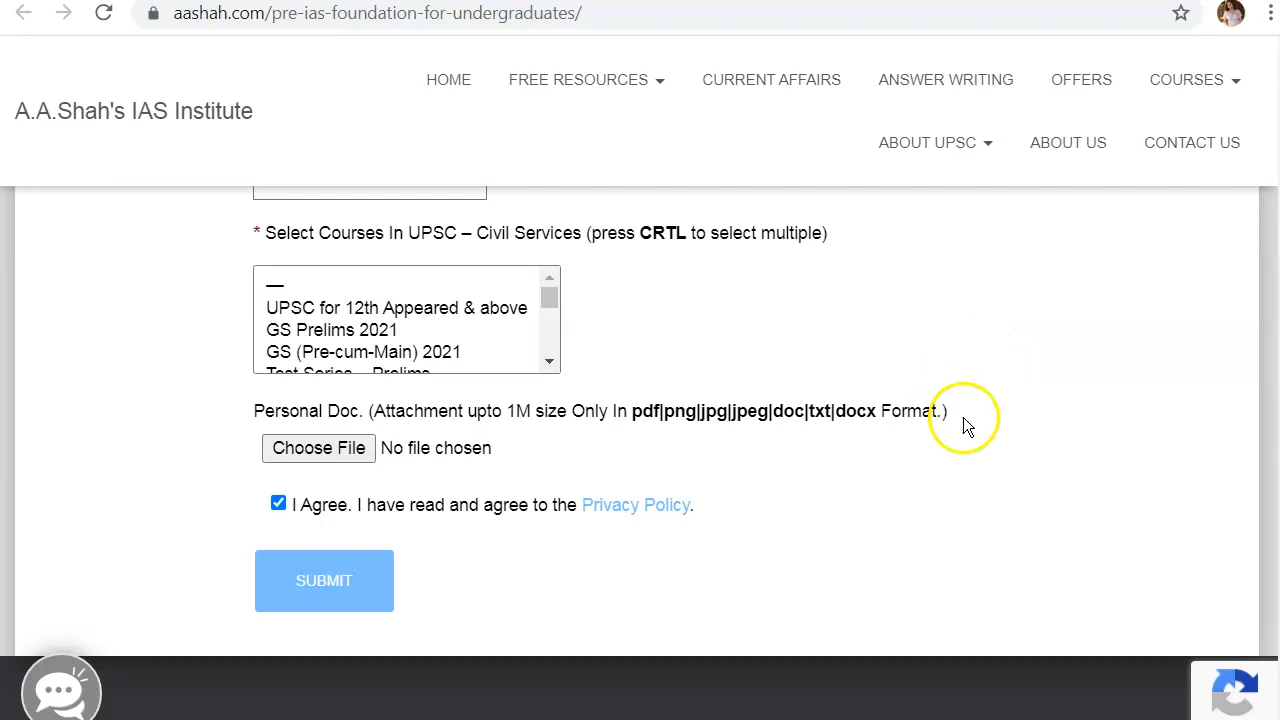 aashah.com/pre-ias-foundation-for-undergraduates/
HOME FREE RESOURCES CURRENT AFFAIRS ANSWER WRITING OFFERS COURSES
A.A.Shah's IAS Institute
ABOUT UPSC ABOUT US CONTACT US
* Select Courses In UPSC – Civil Services (press CRTL to select multiple)
—
UPSC for 12th Appeared & above
GS Prelims 2021
GS (Pre-cum-Main) 2021
Test Series – Prelims
Personal Doc. (Attachment upto 1M size Only In pdf|png|jpg|jpeg|doc|txt|docx Format.)
Choose File No file chosen
I Agree. I have read and agree to the Privacy Policy.
SUBMIT